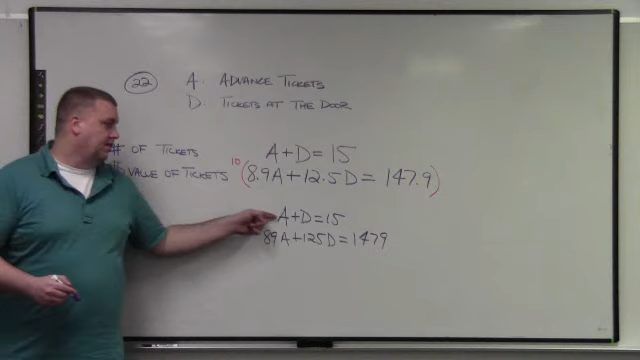 22 A: ADVANCE TICKETS
D: TICKETS AT THE DOOR
# OF TICKETS A+D=15
VALUE OF TICKETS 10(8.9A+12.5D=147.9)
A+D=15
89A+125D=1479